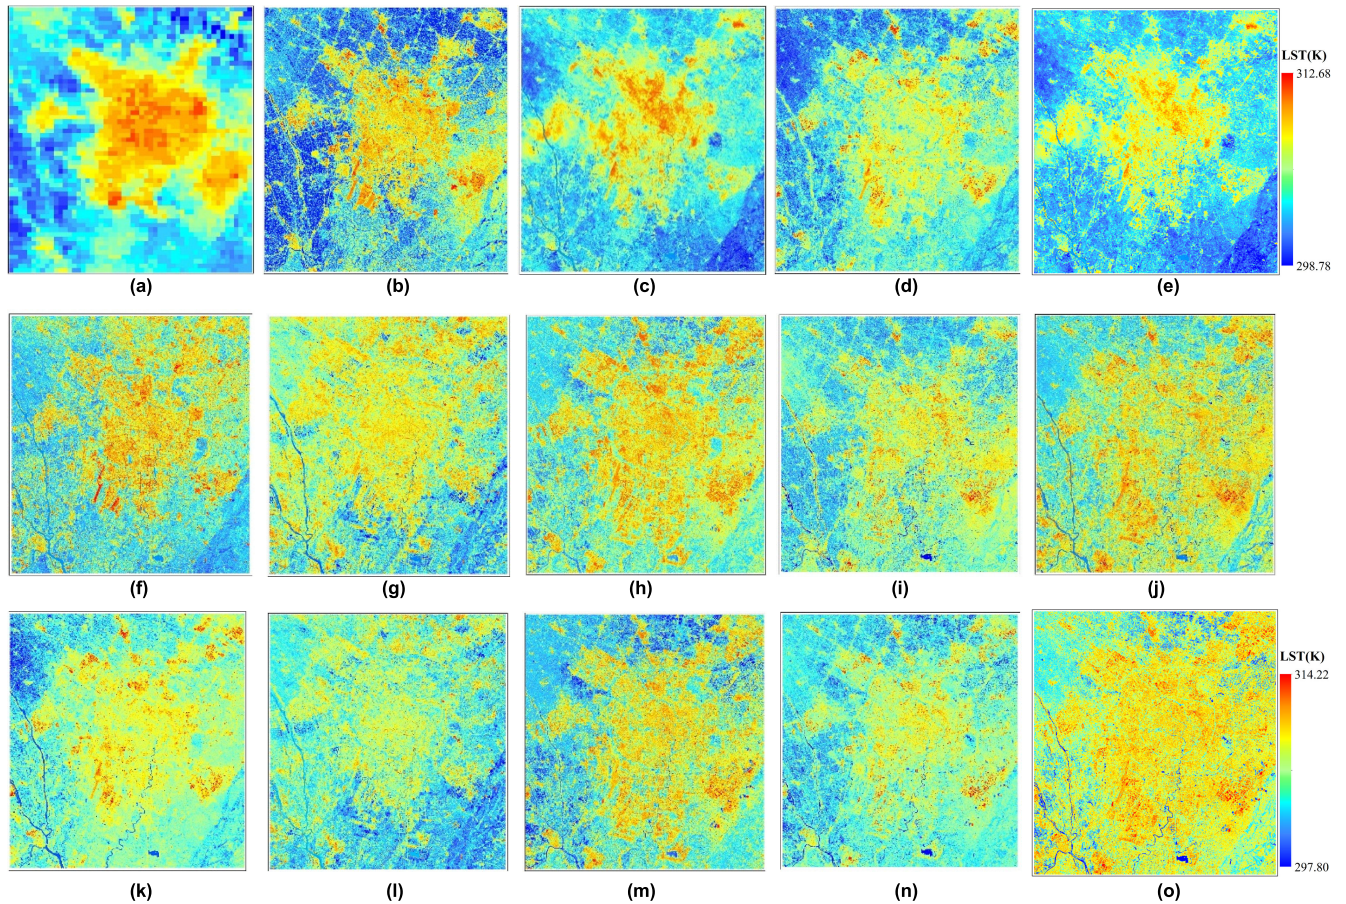 LST(K)
312.68
298.78
(a) (b) (c) (d) (e)
(f) (g) (h) (i) (j)
LST(K)
314.22
297.80
(k) (l) (m) (n) (o)